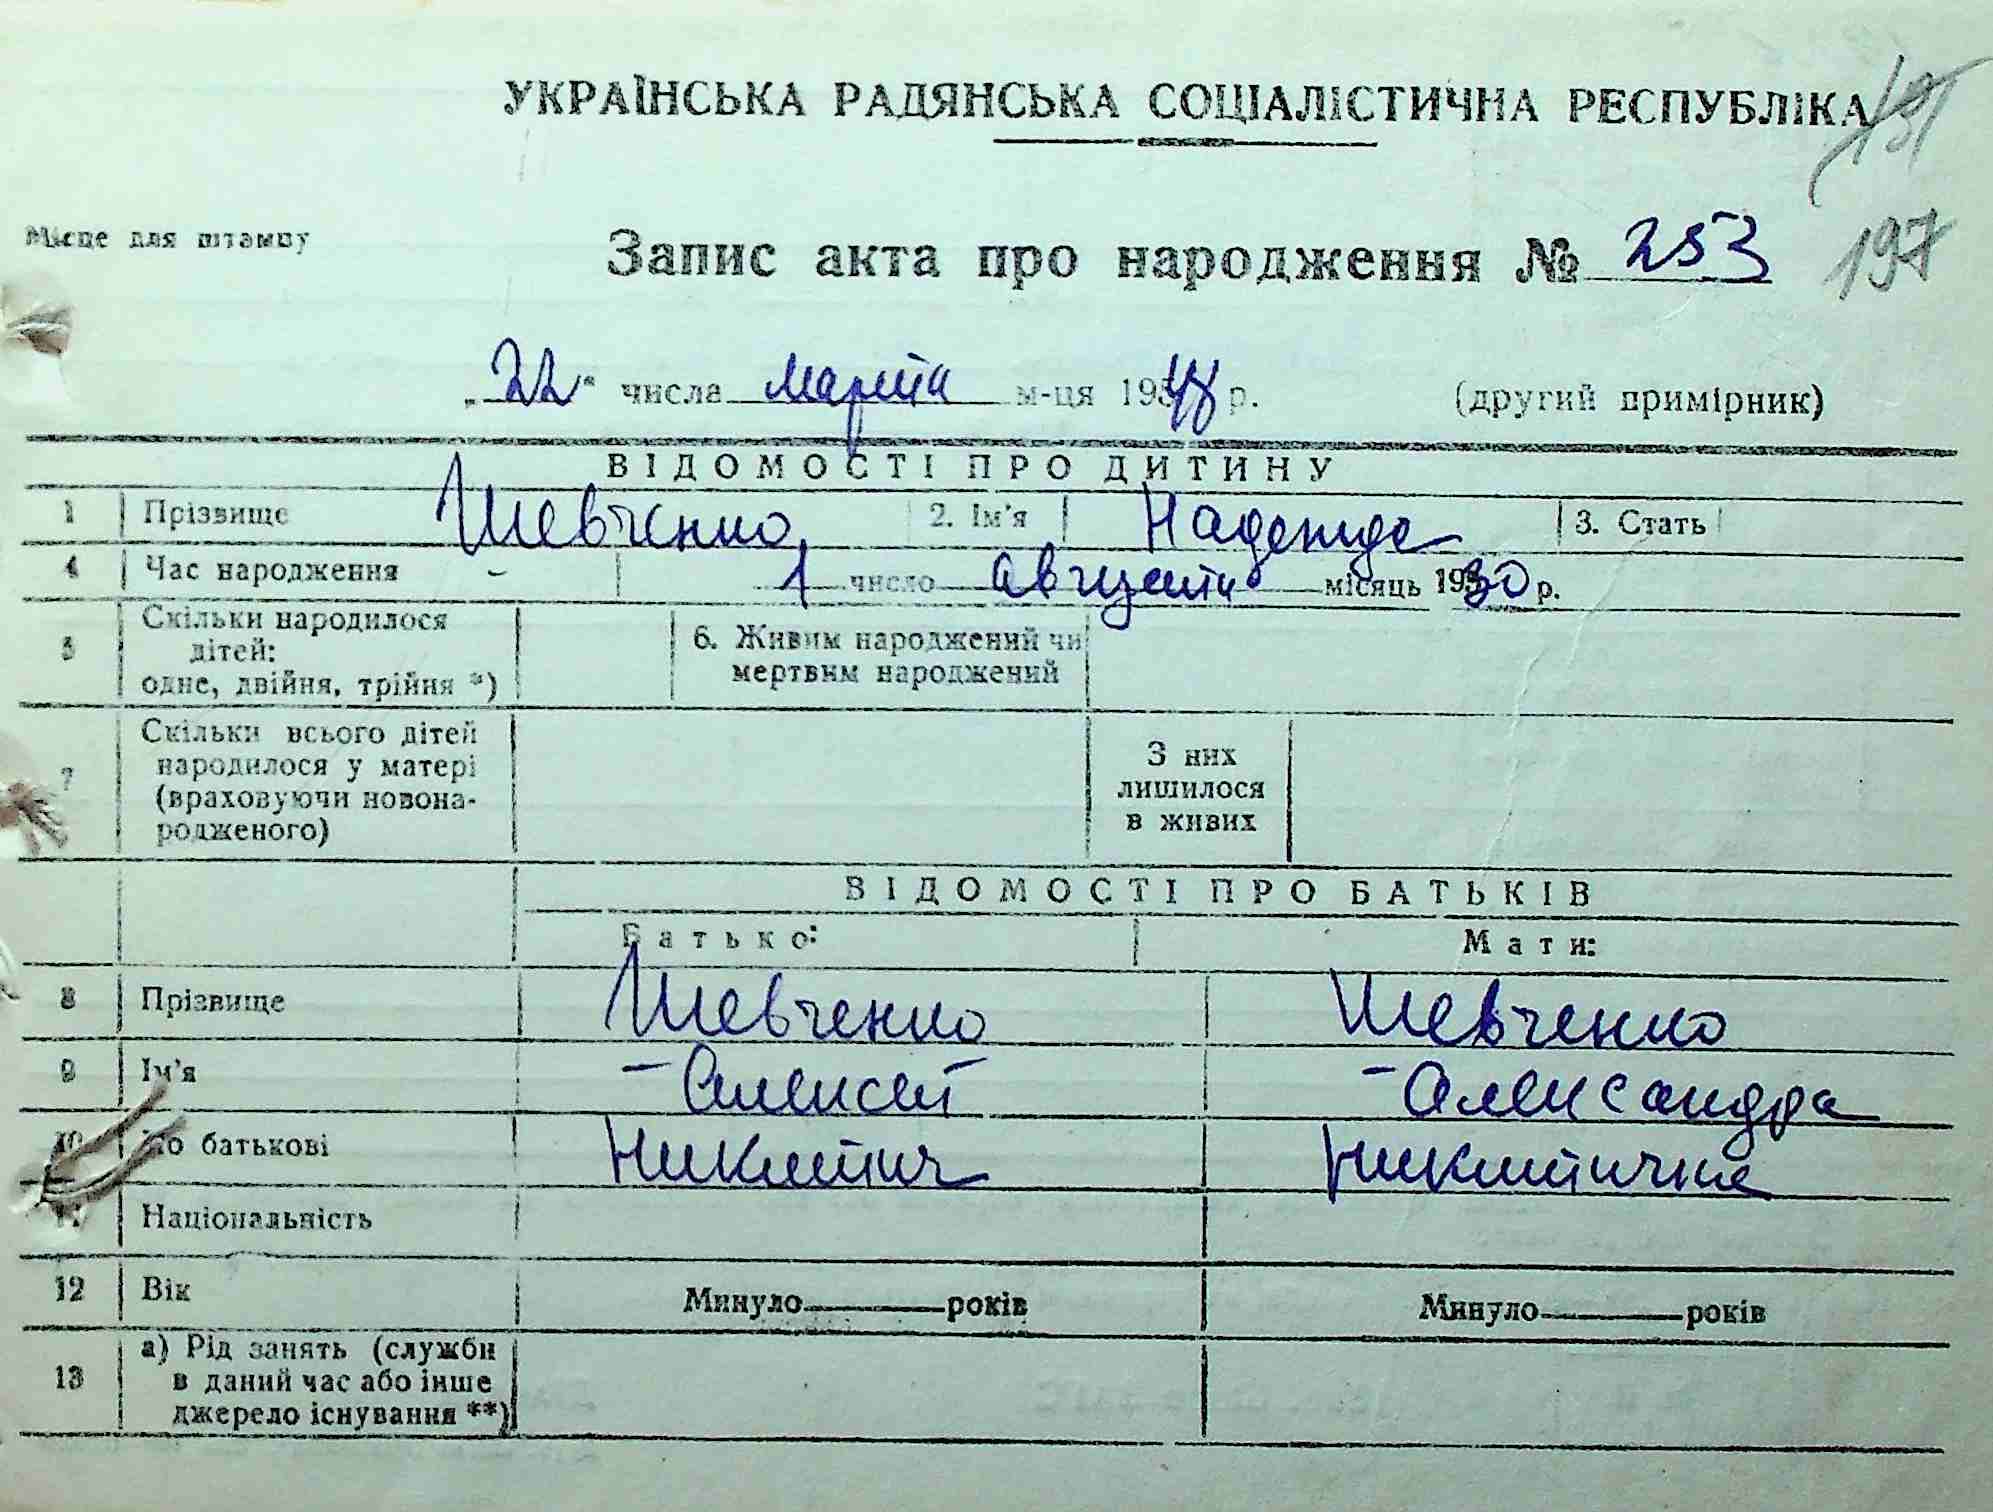 УКРАЇНСЬКА РАДЯНСЬКА СОЦІАЛІСТИЧНА РЕСПУБЛІКА
Місце для штампу
Запис акта про народження № 253 197
„22" числа марта м-ця 1948 р. (другий примірник)
ВІДОМОСТІ ПРО ДИТИНУ
1 Прізвище Шевченко 2. Ім'я Надежда 3. Стать
4 Час народження - 1 число августа місяць 1930 р.
5 Скільки народилося дітей: одне, двійня, трійня *) 6. Живим народжений чи мертвим народжений
7 Скільки всього дітей народилося у матері (враховуючи новонародженого) З них лишилося в живих
ВІДОМОСТІ ПРО БАТЬКІВ
Батько: Мати:
8 Прізвище Шевченко Шевченко
9 Ім'я - Алексей - Александра
10 По батькові Никитич Никитична
11 Національність
12 Вік Минуло років Минуло років
13 а) Рід занять (служби в даний час або інше джерело існування **)